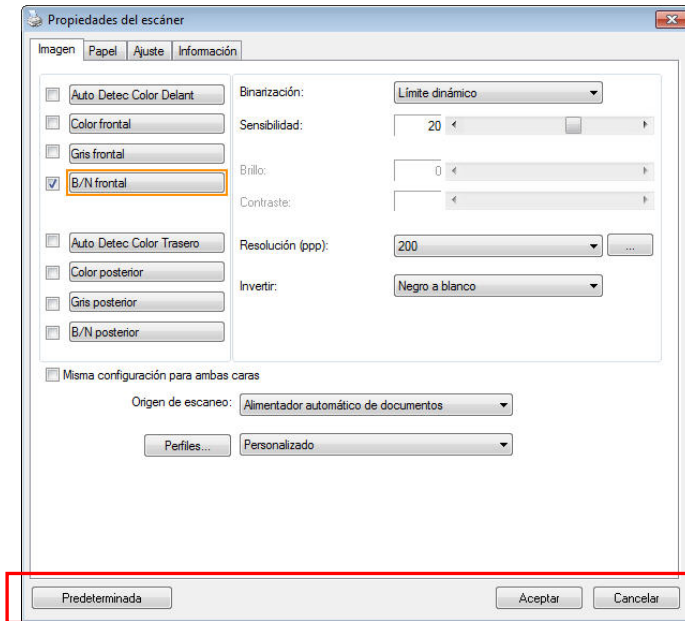 Propiedades del escáner
Imagen Papel Ajuste Información
Auto Detec Color Delant
Color frontal
Gris frontal
B/N frontal
Auto Detec Color Trasero
Color posterior
Gris posterior
B/N posterior
Binarización: Límite dinámico
Sensibilidad: 20
Brillo: 0
Contraste:
Resolución (ppp): 200 ...
Invertir: Negro a blanco
Misma configuración para ambas caras
Origen de escaneo: Alimentador automático de documentos
Perfiles... Personalizado
Predeterminada Aceptar Cancelar